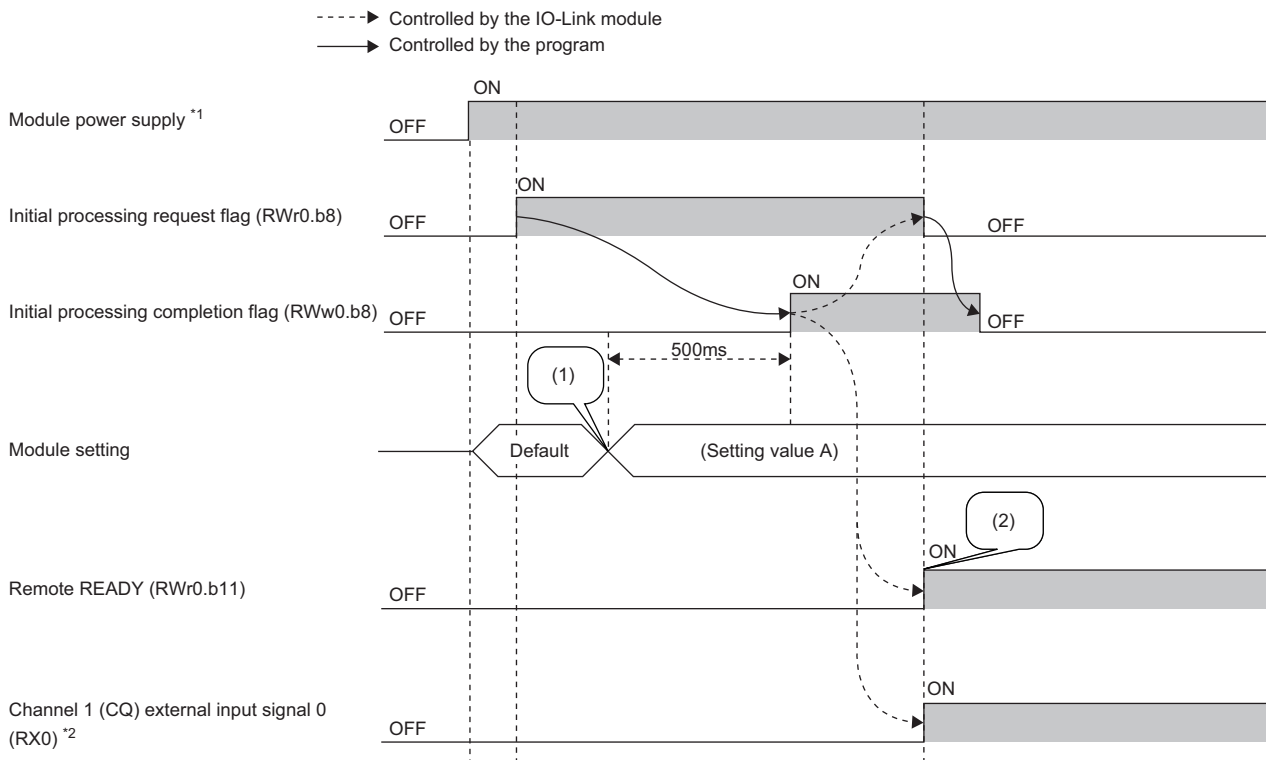 Controlled by the IO-Link module
Controlled by the program
ON
Module power supply *1
OFF
ON
Initial processing request flag (RWr0.b8)
OFF
OFF
ON
Initial processing completion flag (RWw0.b8)
OFF
OFF
500ms
(1)
Module setting
Default
(Setting value A)
(2)
ON
Remote READY (RWr0.b11)
OFF
ON
Channel 1 (CQ) external input signal 0
(RX0) *2
OFF